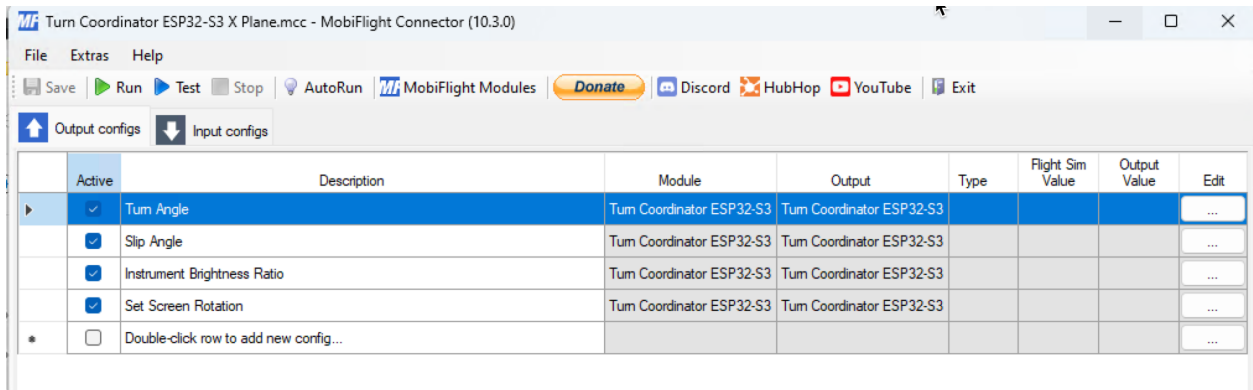 MF Turn Coordinator ESP32-S3 X Plane.mcc - MobiFlight Connector (10.3.0)
File Extras Help
Save Run Test Stop AutoRun MF MobiFlight Modules Donate Discord HubHop YouTube Exit
Output configs Input configs
Active Description Module Output Type Flight Sim Value Output Value Edit
Turn Angle Turn Coordinator ESP32-S3 Turn Coordinator ESP32-S3 ...
Slip Angle Turn Coordinator ESP32-S3 Turn Coordinator ESP32-S3 ...
Instrument Brightness Ratio Turn Coordinator ESP32-S3 Turn Coordinator ESP32-S3 ...
Set Screen Rotation Turn Coordinator ESP32-S3 Turn Coordinator ESP32-S3 ...
* Double-click row to add new config... ...